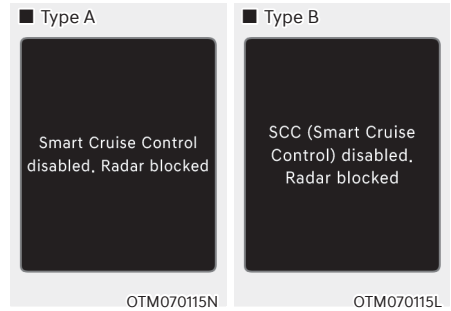 ■ Type A
Smart Cruise Control
disabled. Radar blocked
OTM070115N
■ Type B
SCC (Smart Cruise
Control) disabled.
Radar blocked
OTM070115L